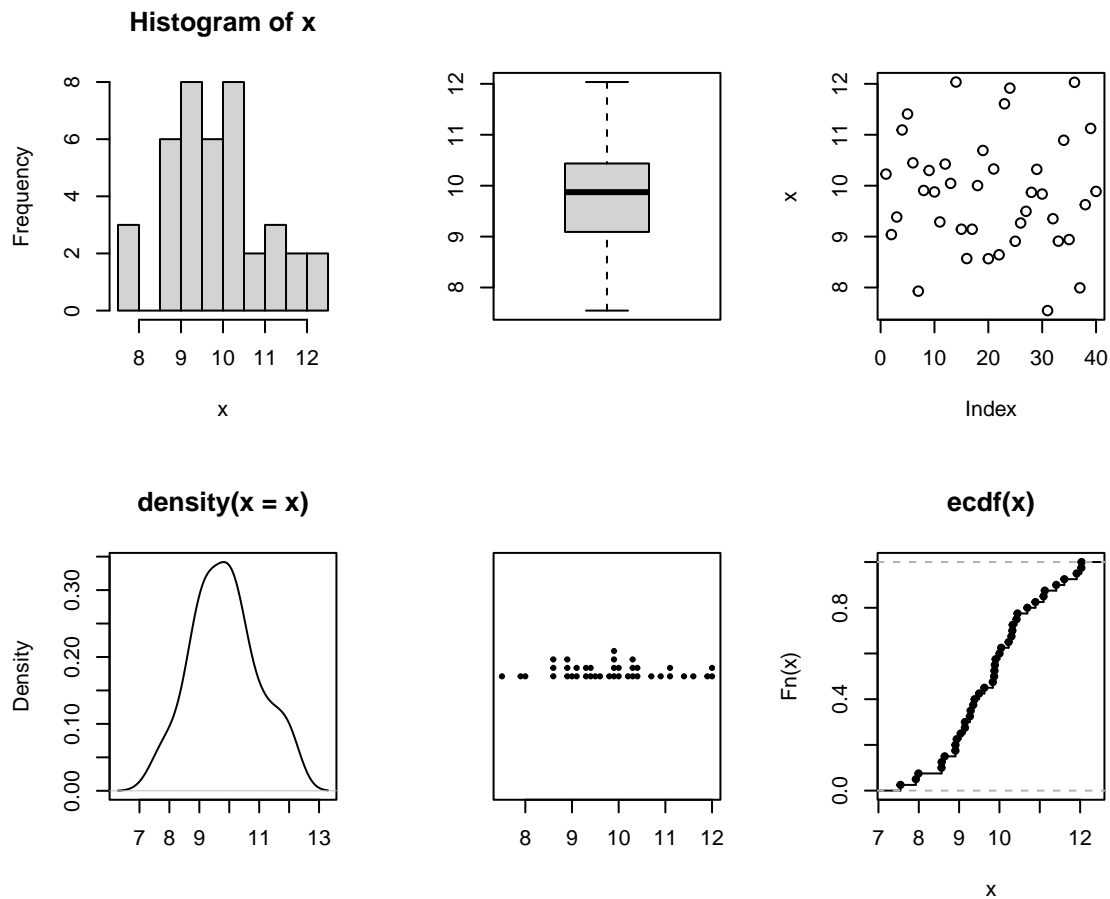 Histogram of x
Frequency
0 2 4 6 8
8 9 10 11 12
x
8 9 10 11 12
x
8 9 10 11 12
0 10 20 30 40
Index
density(x = x)
Density
0.00 0.10 0.20 0.30
7 8 9 11 13
8 9 10 11 12
ecdf(x)
Fn(x)
0.0 0.4 0.8
7 8 9 10 12
x